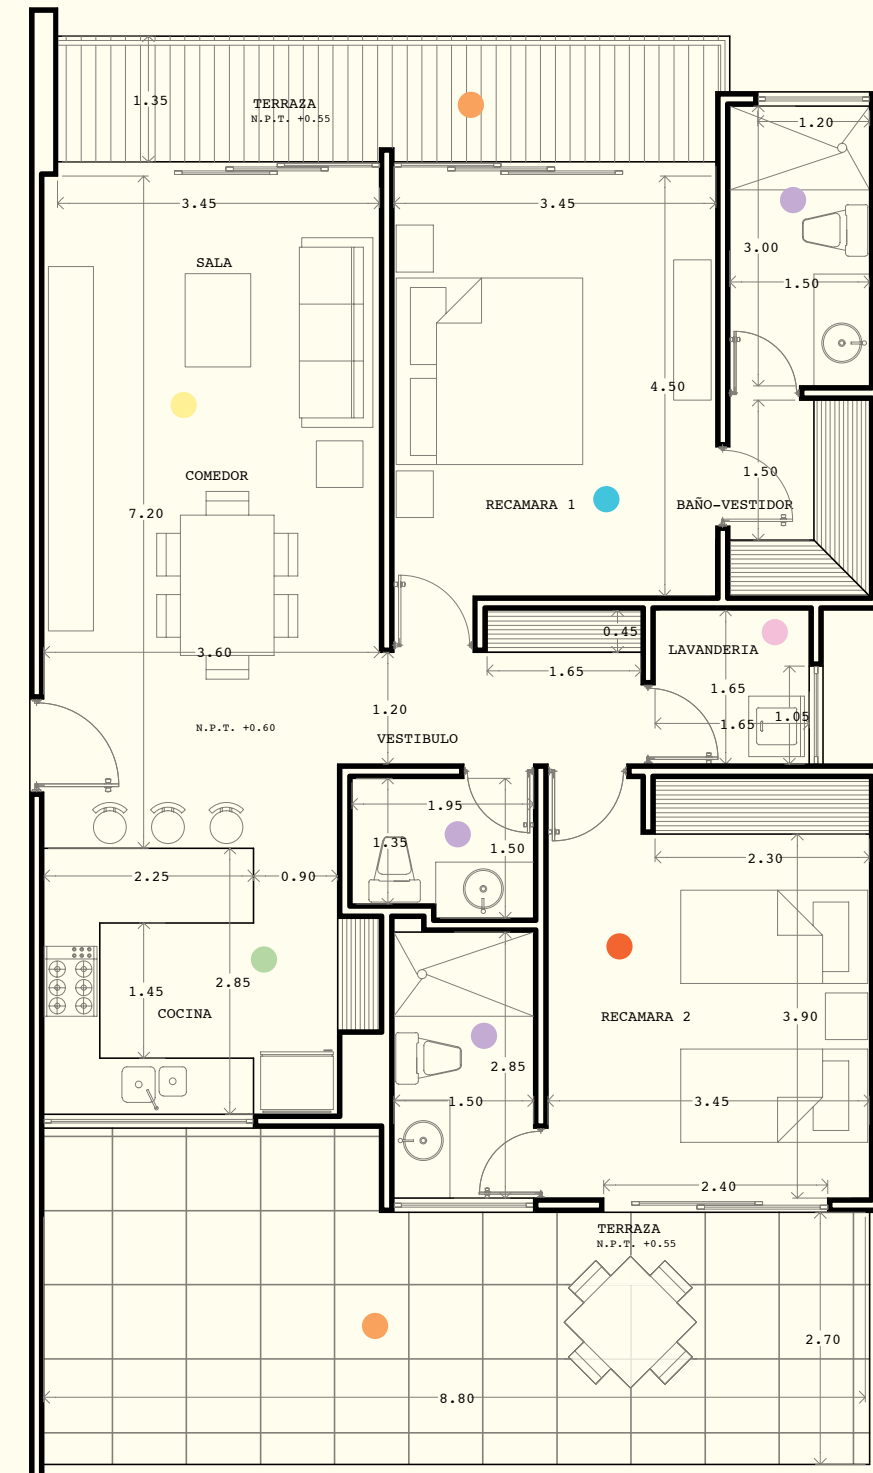 TERRAZA
N.P.T. +0.55
1.35
1.20
3.45
3.45
3.00
1.50
SALA
4.50
COMEDOR
1.50
RECAMARA 1
BAÑO-VESTIDOR
7.20
0.45
3.60
LAVANDERIA
1.65
1.65
1.20
1.65
1.05
N.P.T. +0.60
VESTIBULO
1.95
1.35
1.50
2.30
2.25
0.90
2.85
1.45
COCINA
RECAMARA 2
3.90
2.85
1.50
3.45
2.40
TERRAZA
N.P.T. +0.55
2.70
8.80